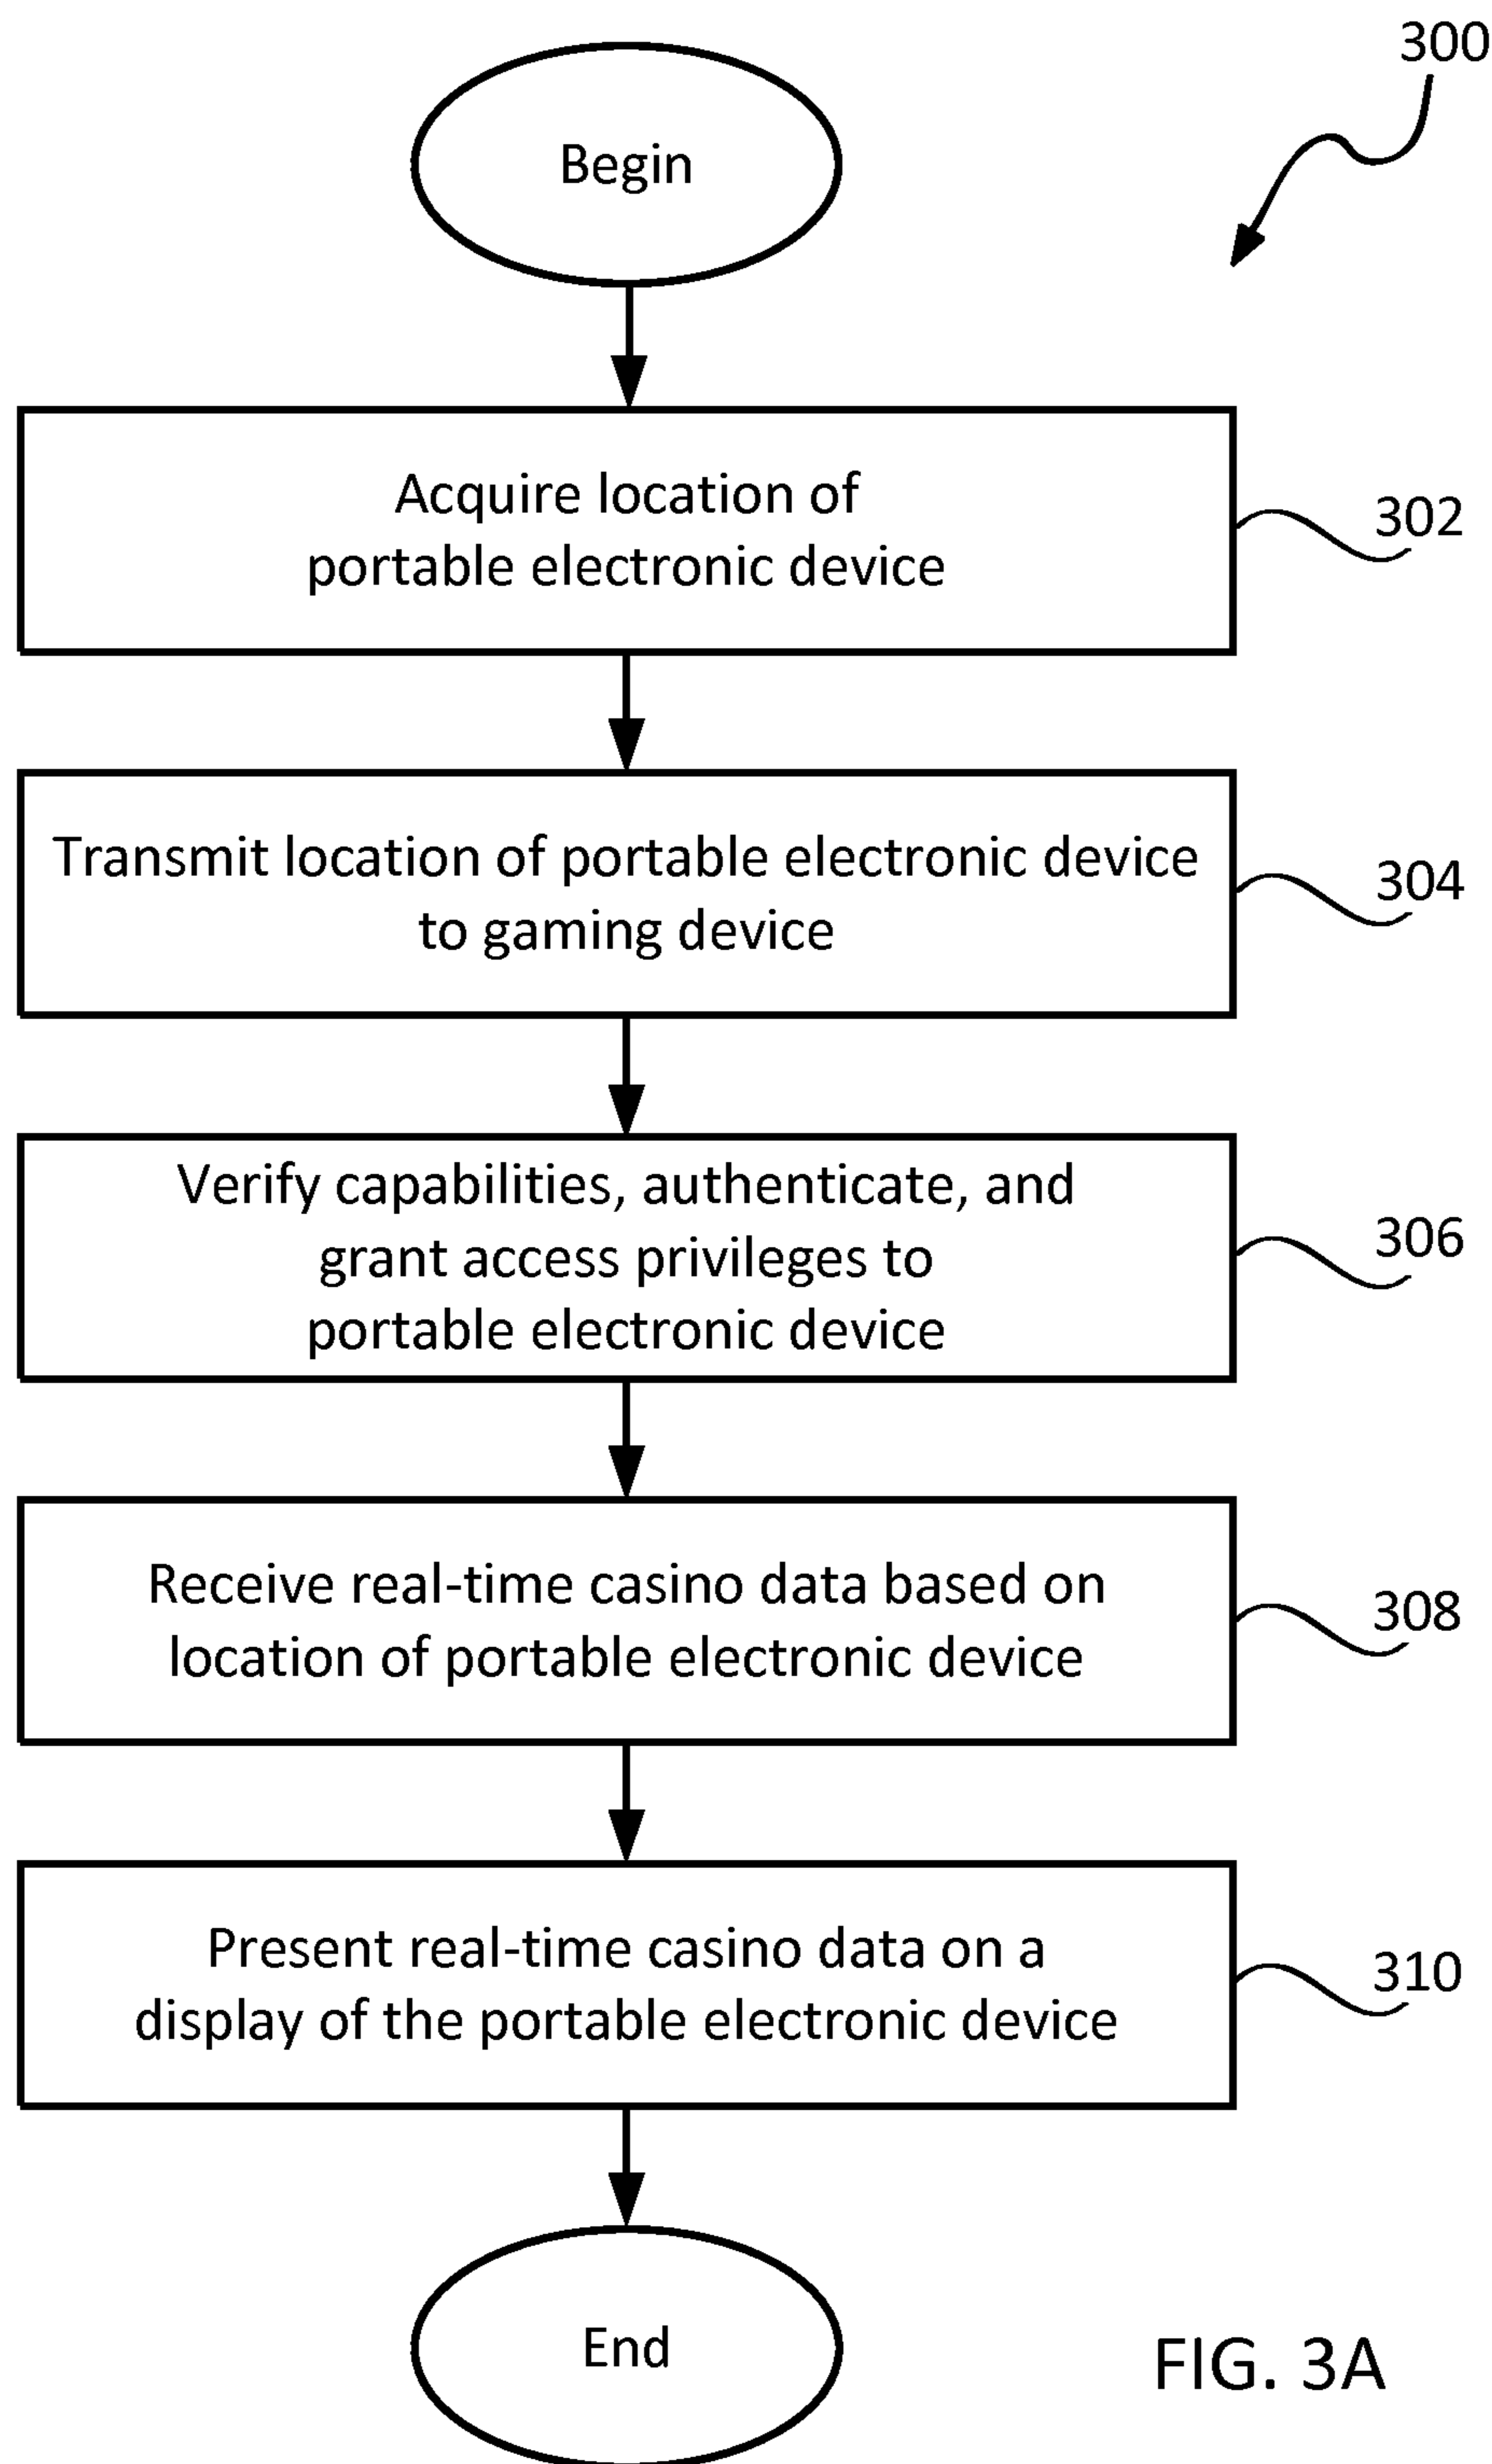 300
Begin
Acquire location of
portable electronic device
302
Transmit location of portable electronic device
to gaming device
304
Verify capabilities, authenticate, and
grant access privileges to
portable electronic device
306
Receive real-time casino data based on
location of portable electronic device
308
Present real-time casino data on a
display of the portable electronic device
310
End
FIG. 3A